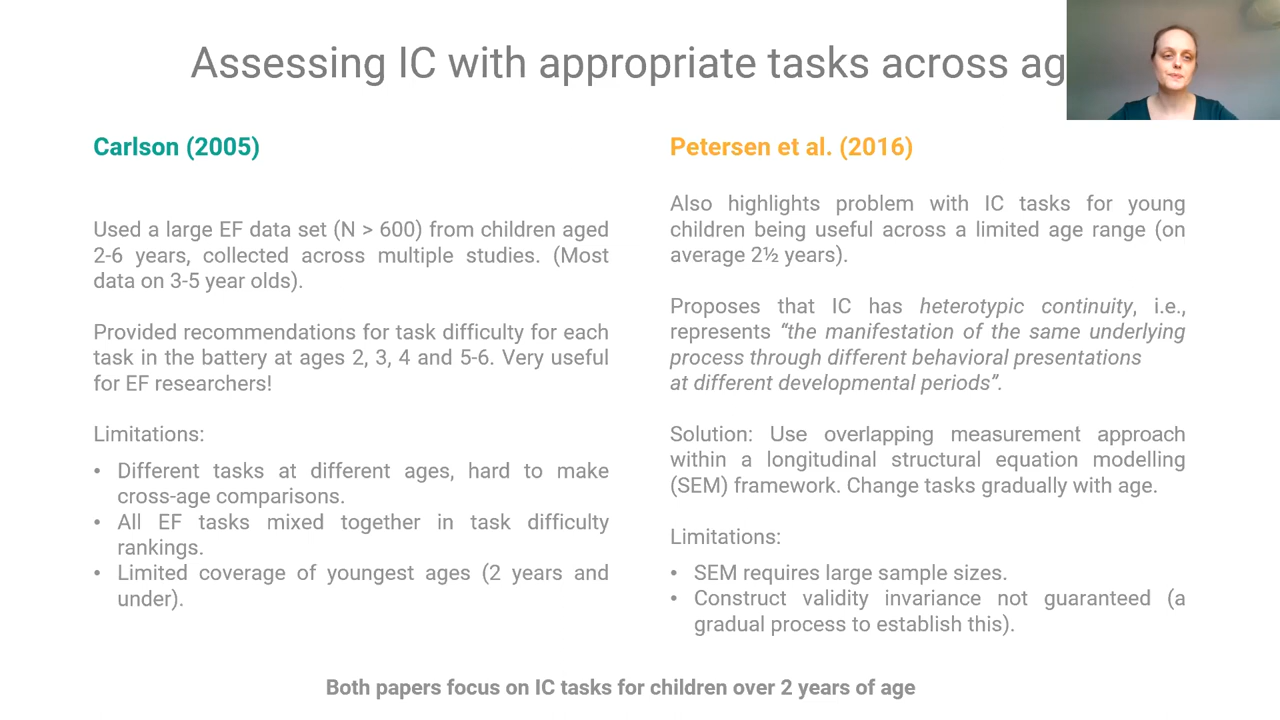 Assessing IC with appropriate tasks across ag
Carlson (2005)
Used a large EF data set (N > 600) from children aged
2-6 years, collected across multiple studies. (Most
data on 3-5 year olds).
Provided recommendations for task difficulty for each
task in the battery at ages 2, 3, 4 and 5-6. Very useful
for EF researchers!
Limitations:
• Different tasks at different ages, hard to make
cross-age comparisons.
• All EF tasks mixed together in task difficulty
rankings.
• Limited coverage of youngest ages (2 years and
under).
Petersen et al. (2016)
Also highlights problem with IC tasks for young
children being useful across a limited age range (on
average 2½ years).
Proposes that IC has heterotypic continuity, i.e.,
represents “the manifestation of the same underlying
process through different behavioral presentations
at different developmental periods”.
Solution: Use overlapping measurement approach
within a longitudinal structural equation modelling
(SEM) framework. Change tasks gradually with age.
Limitations:
• SEM requires large sample sizes.
• Construct validity invariance not guaranteed (a
gradual process to establish this).
Both papers focus on IC tasks for children over 2 years of age